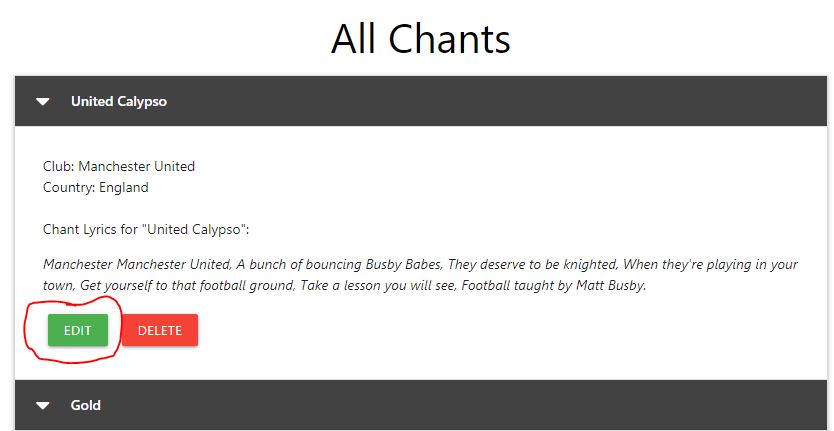 All Chants
United Calypso
Club: Manchester United
Country: England
Chant Lyrics for "United Calypso":
Manchester Manchester United, A bunch of bouncing Busby Babes, They deserve to be knighted, When they're playing in your
town, Get yourself to that football ground, Take a lesson you will see, Football taught by Matt Busby.
EDIT DELETE
Gold